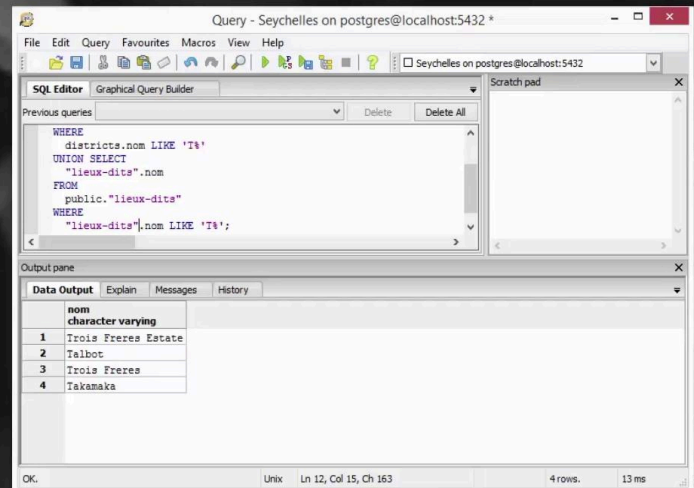 Query - Seychelles on postgres@localhost:5432 *
File Edit Query Favourites Macros View Help
Seychelles on postgres@localhost:5432
SQL Editor Graphical Query Builder
Scratch pad
Previous queries Delete Delete All
WHERE
districts.nom LIKE 'T%'
UNION SELECT
"lieux-dits".nom
FROM
public."lieux-dits"
WHERE
"lieux-dits".nom LIKE 'T%';
Output pane
Data Output Explain Messages History
nom
character varying
1 Trois Freres Estate
2 Talbot
3 Trois Freres
4 Takamaka
OK. Unix Ln 12, Col 15, Ch 163 4 rows. 13 ms